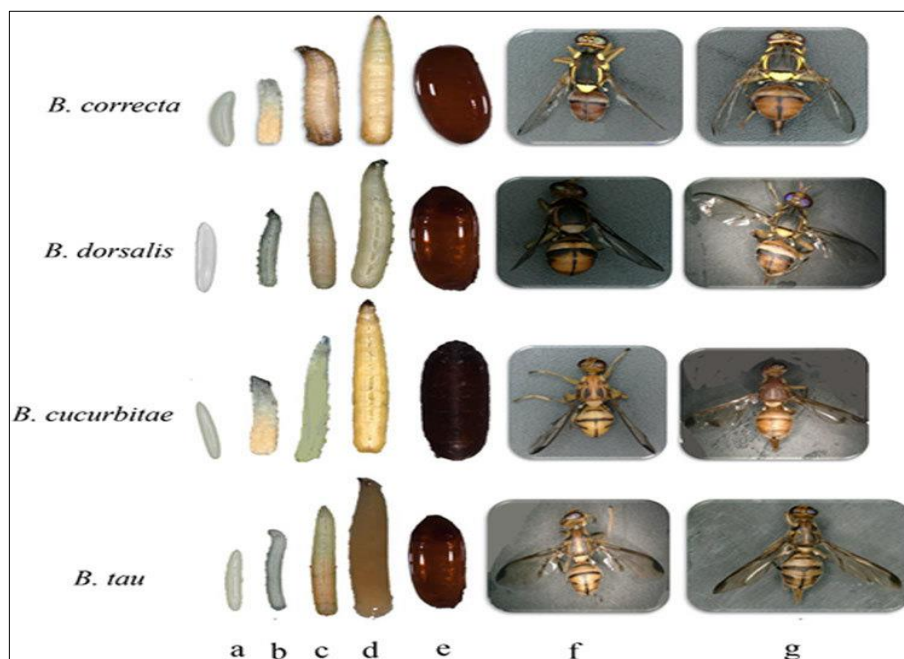 B. correcta
B. dorsalis
B. cucurbitae
B. tau
a b c d e f g